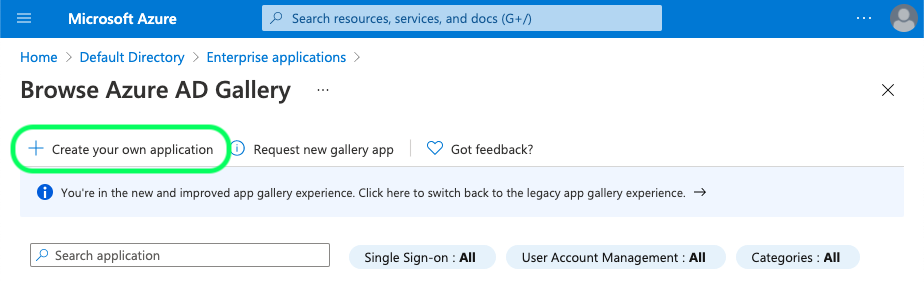 Microsoft Azure
Search resources, services, and docs (G+/)
Home > Default Directory > Enterprise applications >
Browse Azure AD Gallery ...
+ Create your own application
Request new gallery app
Got feedback?
You're in the new and improved app gallery experience. Click here to switch back to the legacy app gallery experience. →
Search application
Single Sign-on : All
User Account Management : All
Categories : All